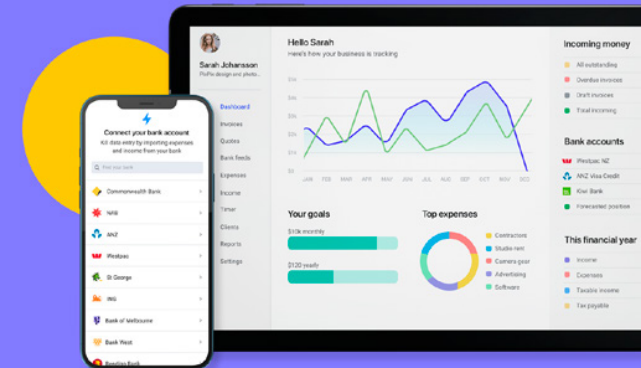 Connect your bank account
Kill data entry by importing expenses
and income from your bank
Find your bank
Commonwealth Bank
NAB
ANZ
Westpac
St George
ING
Bank of Melbourne
Bank West
Bendigo Bank
Sarah Johansson
Dashboard
Invoices
Quotes
Bank feeds
Expenses
Income
Timer
Clients
Reports
Settings
Hello Sarah
Here's how your business is tracking
JAN FEB MAR APR MAY JUN JUL AUG SEP OCT NOV DEC
Your goals
$10k monthly
$120 yearly
Top expenses
Contractors
Studio rent
Camera gear
Advertising
Software
Incoming money
All outstanding
Overdue invoices
Draft invoices
Total incoming
Bank accounts
Westpac NZ
ANZ Visa Credit
Kiwi Bank
Forecasted position
This financial year
Income
Expenses
Taxable income
Tax payable